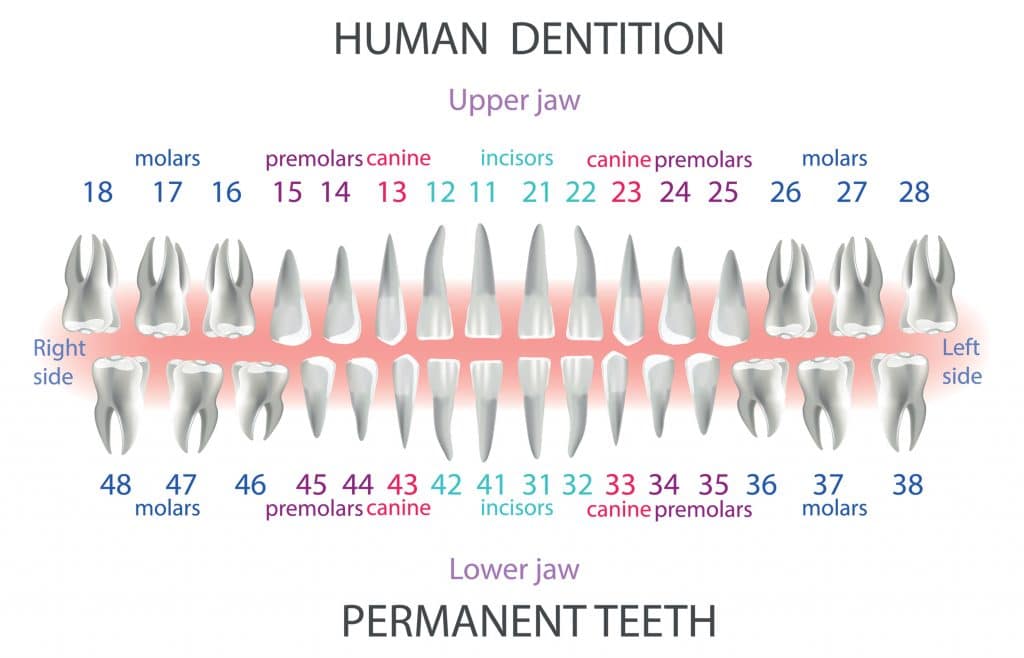 HUMAN DENTITION
Upper jaw
molars premolars canine incisors canine premolars molars
18 17 16 15 14 13 12 11 21 22 23 24 25 26 27 28
Right side
Left side
48 47 46 45 44 43 42 41 31 32 33 34 35 36 37 38
molars premolars canine incisors canine premolars molars
Lower jaw
PERMANENT TEETH